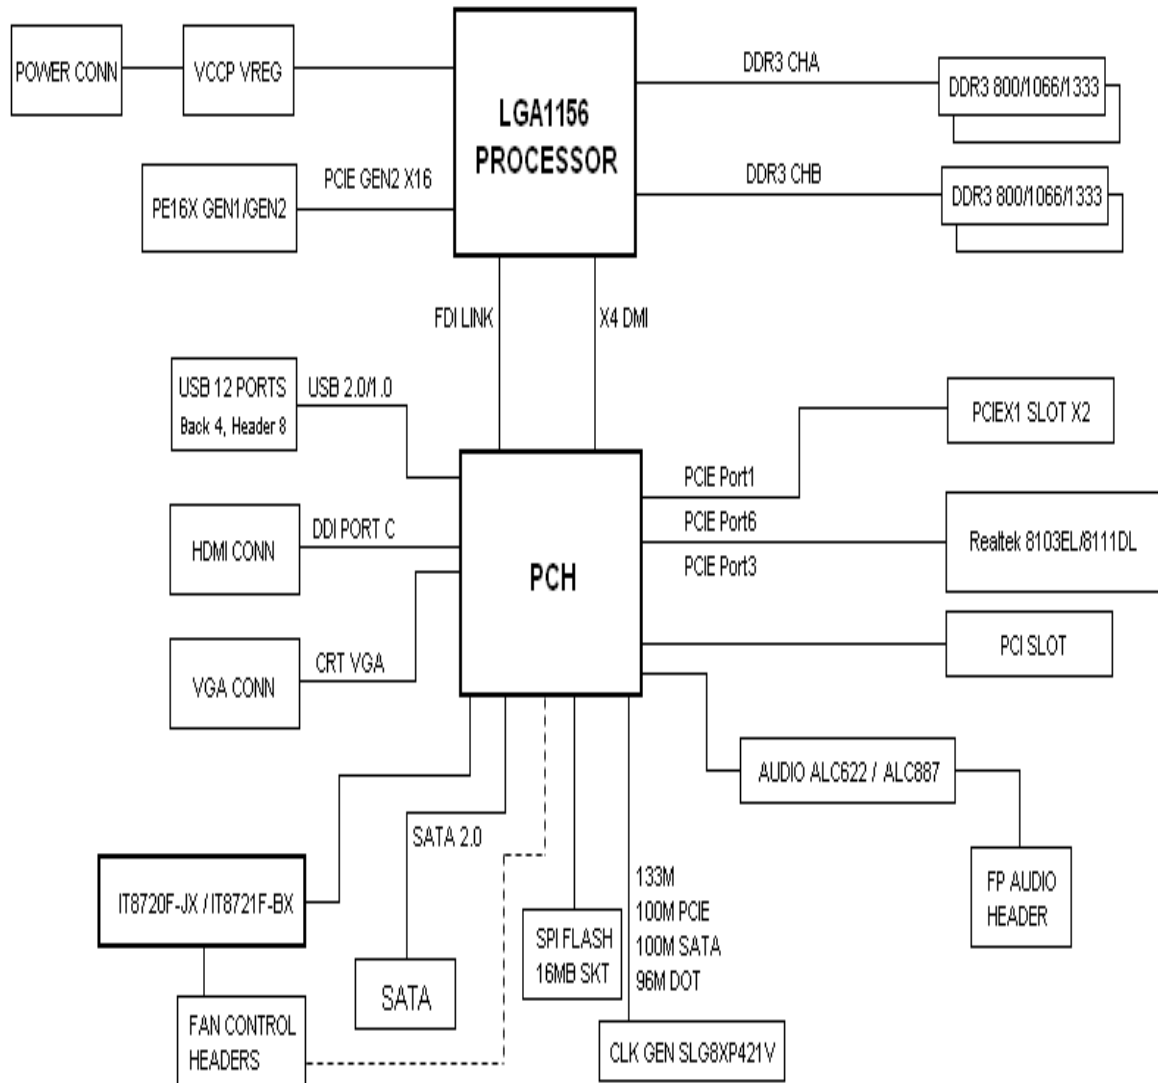 POWER CONN
VCCP VREG
LGA1156
PROCESSOR
DDR3 CHA
DDR3 800/1066/1333
PCIE GEN2 X16
PE16X GEN1/GEN2
DDR3 CHB
DDR3 800/1066/1333
FDI LINK
X4 DMI
USB 12 PORTS
Back 4, Header 8
USB 2.0/1.0
PCIEX1 SLOT X2
PCIE Port1
HDMI CONN
DDI PORT C
PCH
PCIE Port6
Realtek 8103EL/8111DL
PCIE Port3
PCI SLOT
CRT VGA
VGA CONN
AUDIO ALC622 / ALC887
SATA 2.0
FP AUDIO
HEADER
IT8720F-JX / IT8721F-BX
133M
100M PCIE
100M SATA
96M DOT
SPI FLASH
16MB SKT
SATA
FAN CONTROL
HEADERS
CLK GEN SLG8XP421V